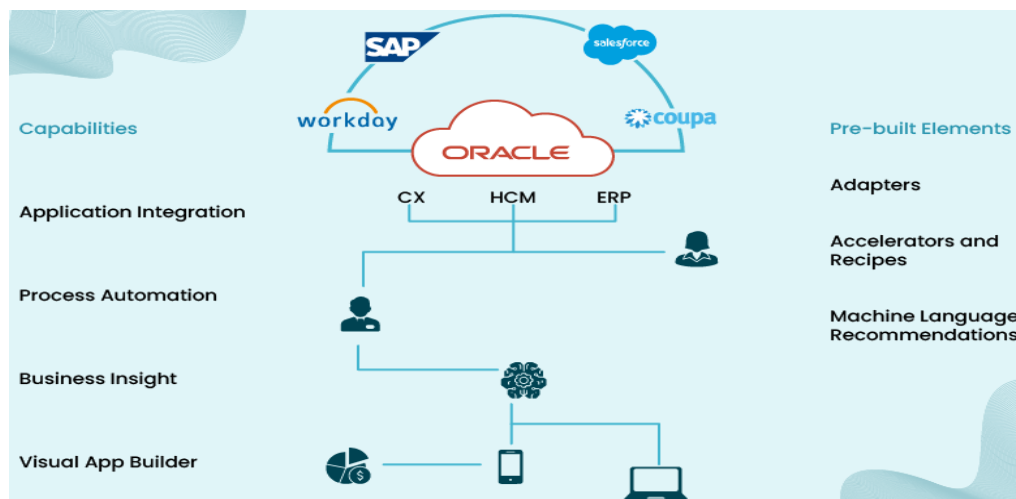 SAP
salesforce
workday
coupa
Capabilities
ORACLE
Pre-built Elements
CX HCM ERP
Adapters
Application Integration
Accelerators and
Recipes
Process Automation
Machine Language
Recommendations
Business Insight
Visual App Builder
$